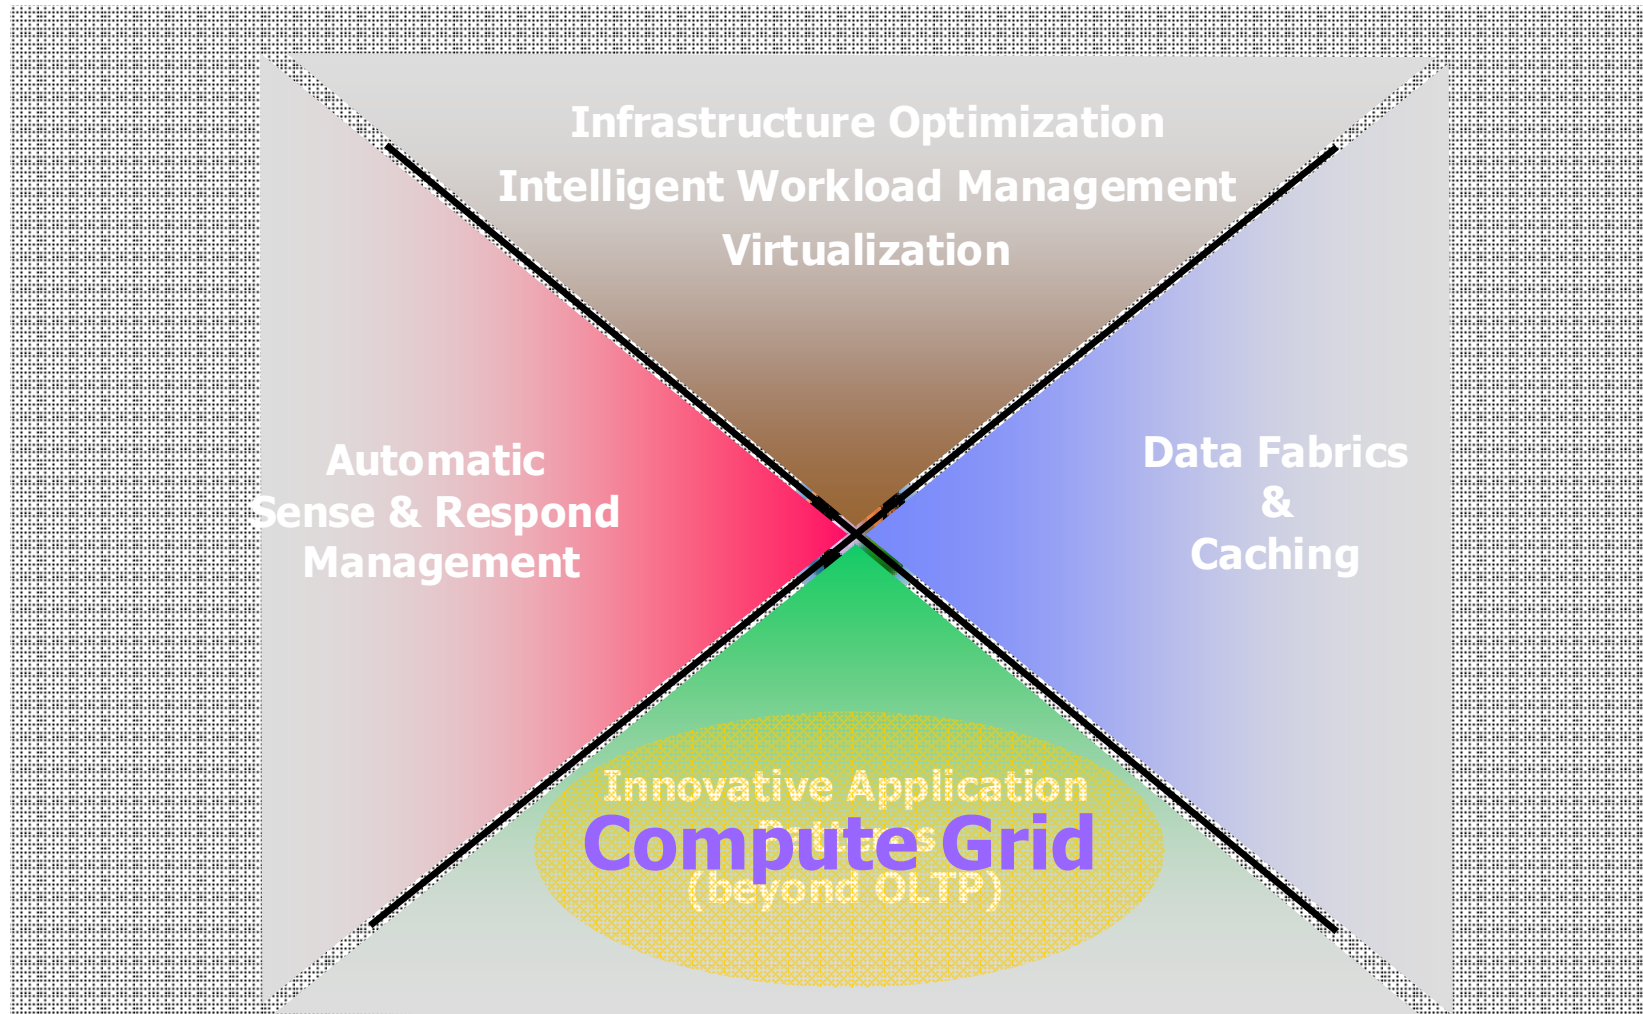 Infrastructure Optimization
Intelligent Workload Management
Virtualization
Automatic
Sense & Respond
Management
Data Fabrics
&
Caching
Innovative Application
Compute Grid
(beyond OLTP)